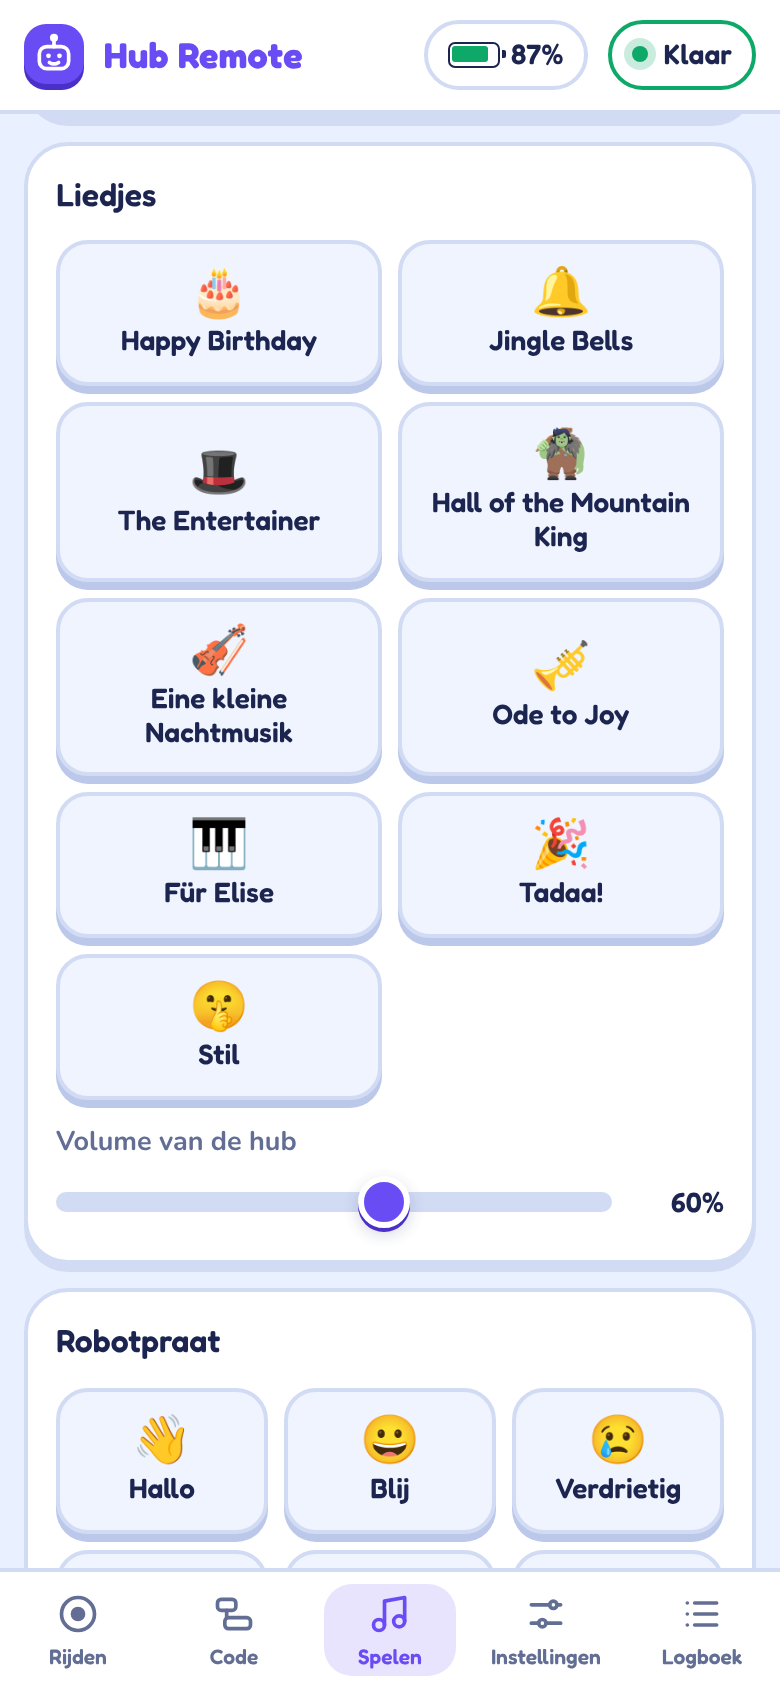 Hub Remote
87%
Klaar
Liedjes
Happy Birthday
Jingle Bells
The Entertainer
Hall of the Mountain
King
Eine kleine
Nachtmusik
Ode to Joy
Für Elise
Tadaa!
Stil
Volume van de hub
60%
Robotpraat
Hallo
Blij
Verdrietig
Rijden
Code
Spelen
Instellingen
Logboek